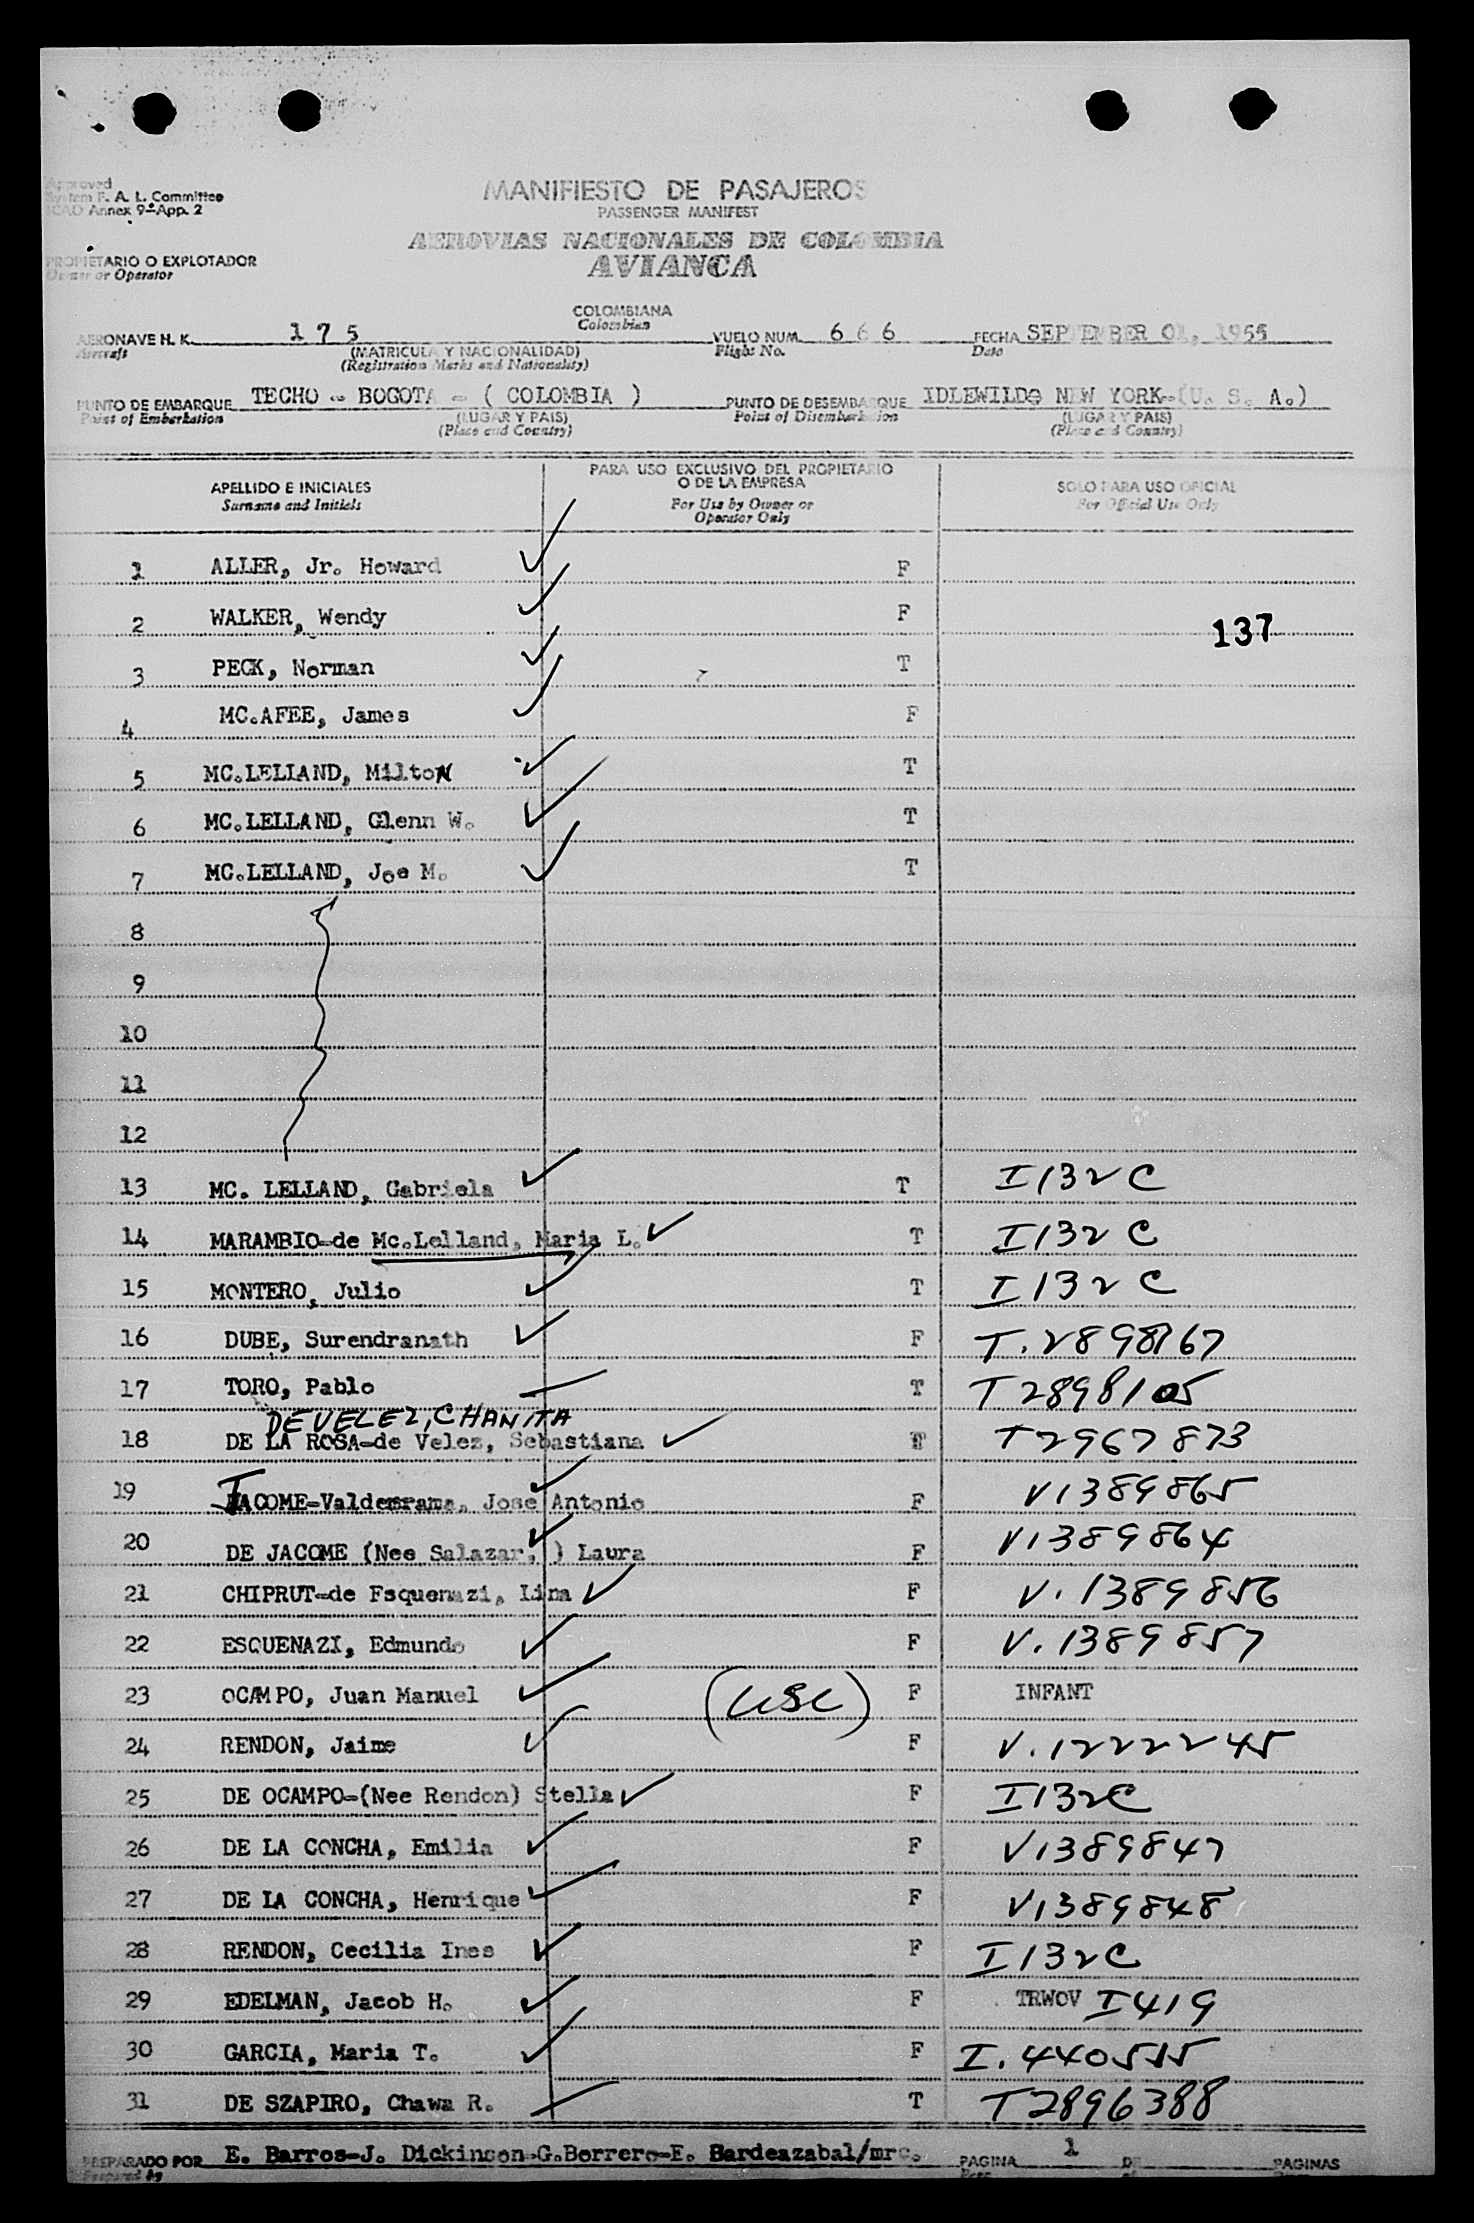 Approved
System F. A. L. Committee
ICAO Annex 9-App. 2
MANIFIESTO DE PASAJEROS
PASSENGER MANIFEST
AEROVIAS NACIONALES DE COLOMBIA
AVIANCA
PROPIETARIO O EXPLOTADOR
Owner or Operator
COLOMBIANA
Colombian
AERONAVE H. K. 175 VUELO NUM. 666 FECHA SEPTEMBER 01, 1955
Aircraft (MATRICULA Y NACIONALIDAD) Flight No. Date
(Registration Marks and Nationality)
PUNTO DE EMBARQUE TECHO - BOGOTA - ( COLOMBIA ) PUNTO DE DESEMBARQUE IDLEWILD- NEW YORK-(U. S. A.)
Point of Embarkation (LUGAR Y PAIS) Point of Disembarkation (LUGAR Y PAIS)
(Place and Country) (Place and Country)
APELLIDO E INICIALES PARA USO EXCLUSIVO DEL PROPIETARIO O DE LA EMPRESA SOLO PARA USO OFICIAL
Surname and Initials For Use by Owner or Operator Only For Official Use Only
1 ALLER, Jr. Howard F
2 WALKER, Wendy F 137
3 PECK, Norman T
4 MC.AFEE, James F
5 MC.LELLAND, Milton T
6 MC.LELLAND, Glenn W. T
7 MC.LELLAND, Joe M. T
8
9
10
11
12
13 MC. LELLAND, Gabriela T I132C
14 MARAMBIO-de Mc.Lelland, Maria L. T I132C
15 MONTERO, Julio T I132C
16 DUBE, Surendranath F T.2898167
17 TORO, Pablo T T2898105
DEVELEZ, CHANITA
18 DE LA ROSA-de Velez, Sebastiana T T2967873
19 JACOME-Valderrama, Jose Antonio F V1389865
20 DE JACOME (Nee Salazar, ) Laura F V1389864
21 CHIPRUT-de Esquenazi, Lina F V.1389856
22 ESQUENAZI, Edmundo F V.1389857
23 OCAMPO, Juan Manuel (USC) F INFANT
24 RENDON, Jaime F V.1222245
25 DE OCAMPO-(Nee Rendon) Stella F I132C
26 DE LA CONCHA, Emilia F V1389847
27 DE LA CONCHA, Henrique F V1389848
28 RENDON, Cecilia Ines F I132C
29 EDELMAN, Jacob H. F TRWOV I419
30 GARCIA, Maria T. F I.440515
31 DE SZAPIRO, Chawa R. T T2896388
PREPARADO POR E. Barros-J. Dickinson-G.Borrero-E. Bardeazabal/mrc. PAGINA 1 DE PAGINAS
Prepared by